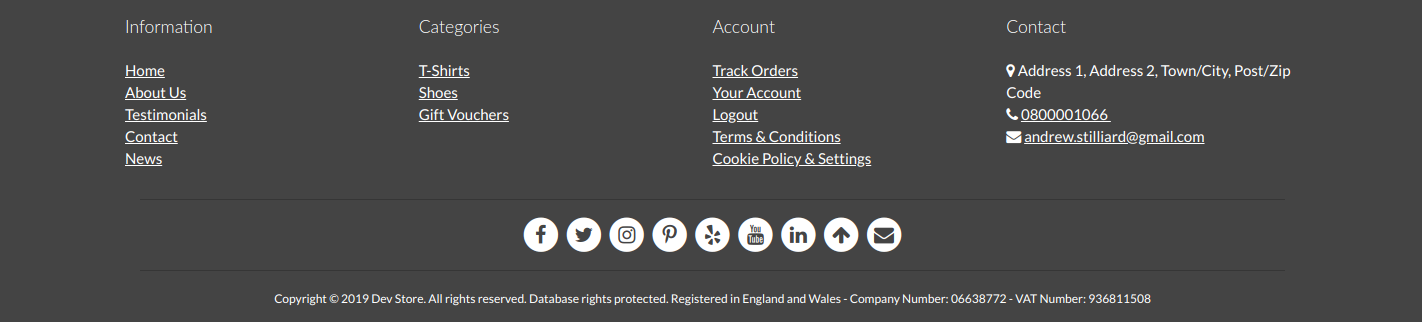 Information
Home
About Us
Testimonials
Contact
News
Categories
T-Shirts
Shoes
Gift Vouchers
Account
Track Orders
Your Account
Logout
Terms & Conditions
Cookie Policy & Settings
Contact
Address 1, Address 2, Town/City, Post/Zip
Code
0800001066
andrew.stilliard@gmail.com
You
Tube
Copyright © 2019 Dev Store. All rights reserved. Database rights protected. Registered in England and Wales - Company Number: 06638772 - VAT Number: 936811508